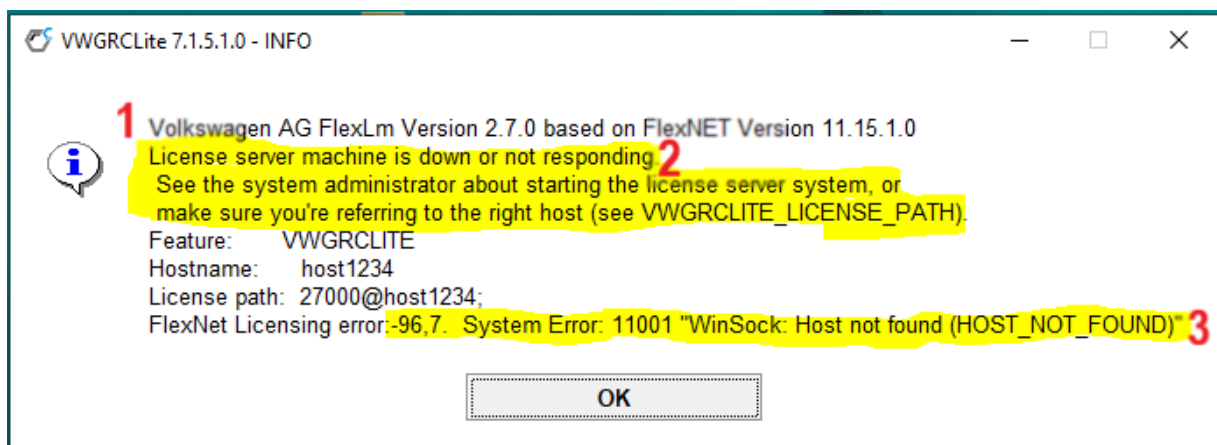 VWGRCLite 7.1.5.1.0 - INFO
1 Volkswagen AG FlexLm Version 2.7.0 based on FlexNET Version 11.15.1.0
License server machine is down or not responding. 2
See the system administrator about starting the license server system, or
make sure you're referring to the right host (see VWGRCLITE_LICENSE_PATH).
Feature: VWGRCLITE
Hostname: host1234
License path: 27000@host1234;
FlexNet Licensing error:-96,7. System Error: 11001 "WinSock: Host not found (HOST_NOT_FOUND)" 3
OK